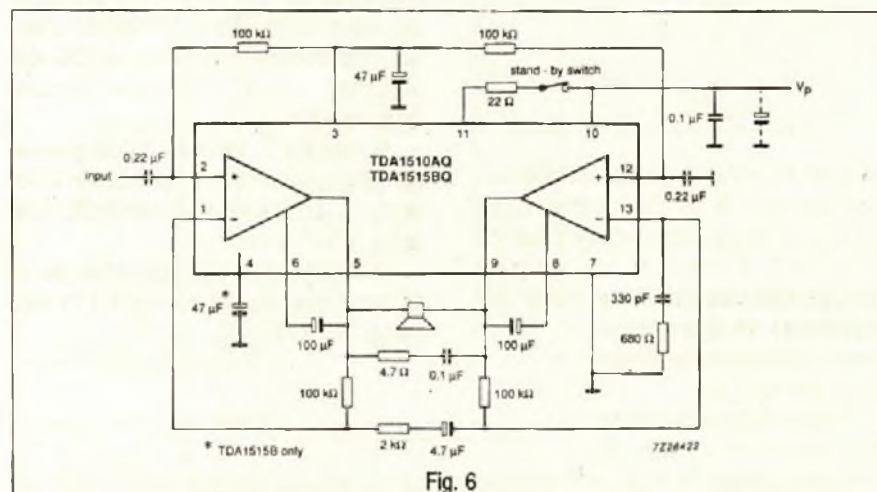 100 kΩ
100 kΩ
47 µF
stand - by switch
22 Ω
Vp
0.1 µF
3
11
10
0.22 µF
input
2
TDA1510AQ
TDA1515BQ
12
0.22 µF
1
13
4
6
5
9
8
7
*
47 µF
330 pF
100 µF
100 µF
680 Ω
4.7 Ω
0.1 µF
100 kΩ
100 kΩ
* TDA1515B only
2 kΩ
4.7 µF
7Z28422
Fig. 6